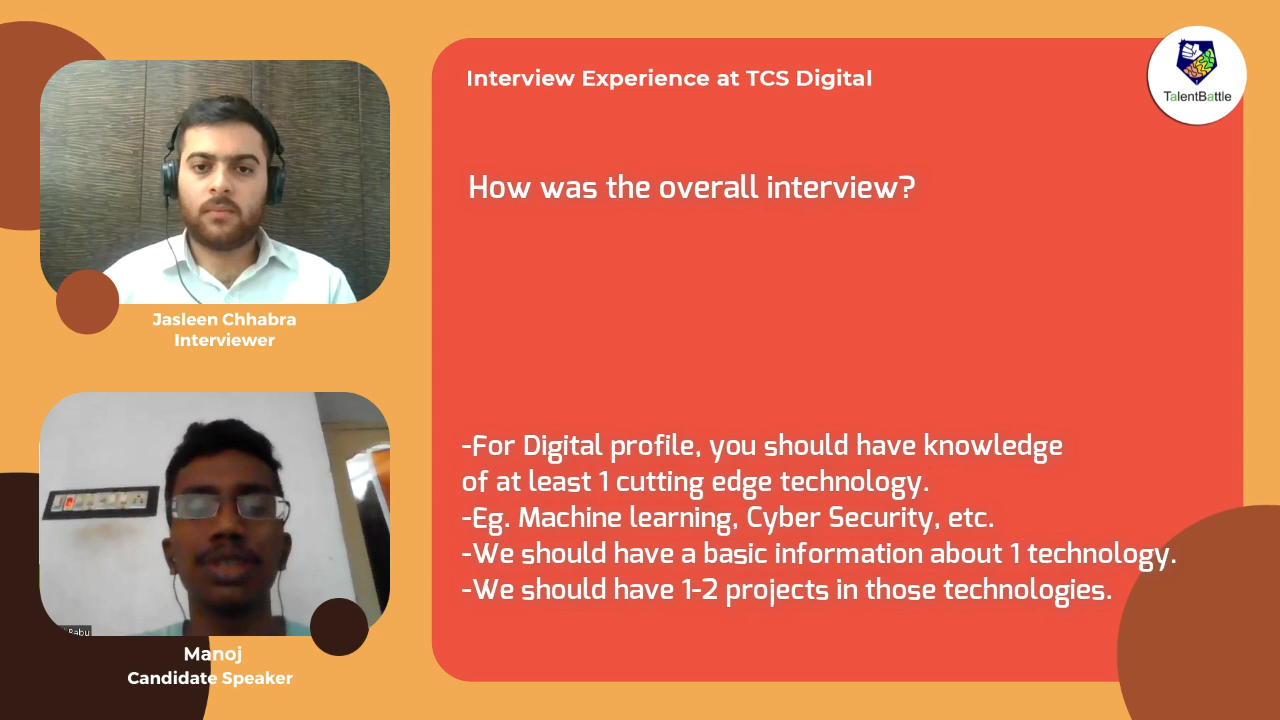 Interview Experience at TCS Digital
TalentBattle
How was the overall interview?
Jasleen Chhabra
Interviewer
-For Digital profile, you should have knowledge
of at least 1 cutting edge technology.
-Eg. Machine learning, Cyber Security, etc.
-We should have a basic information about 1 technology.
-We should have 1-2 projects in those technologies.
Babu
Manoj
Candidate Speaker